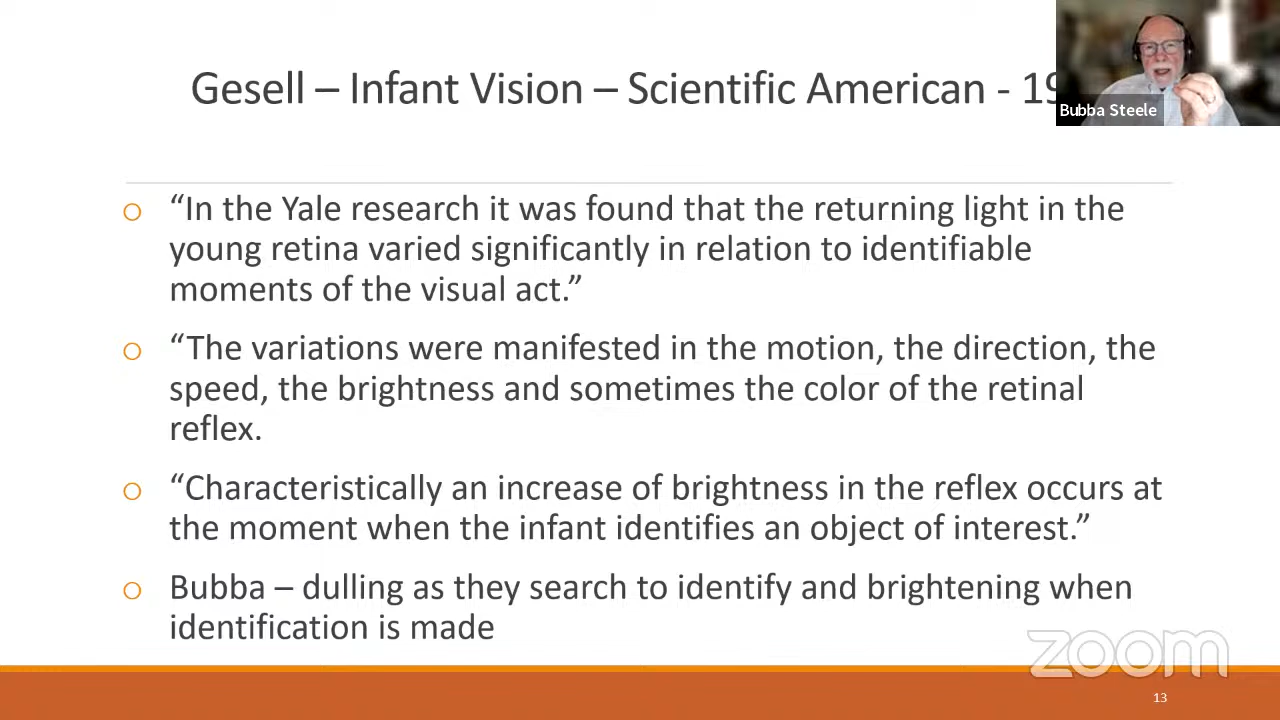 Gesell – Infant Vision – Scientific American - 19
Bubba Steele
o “In the Yale research it was found that the returning light in the
young retina varied significantly in relation to identifiable
moments of the visual act.”
o “The variations were manifested in the motion, the direction, the
speed, the brightness and sometimes the color of the retinal
reflex.
o “Characteristically an increase of brightness in the reflex occurs at
the moment when the infant identifies an object of interest.”
o Bubba – dulling as they search to identify and brightening when
identification is made
zoom
13